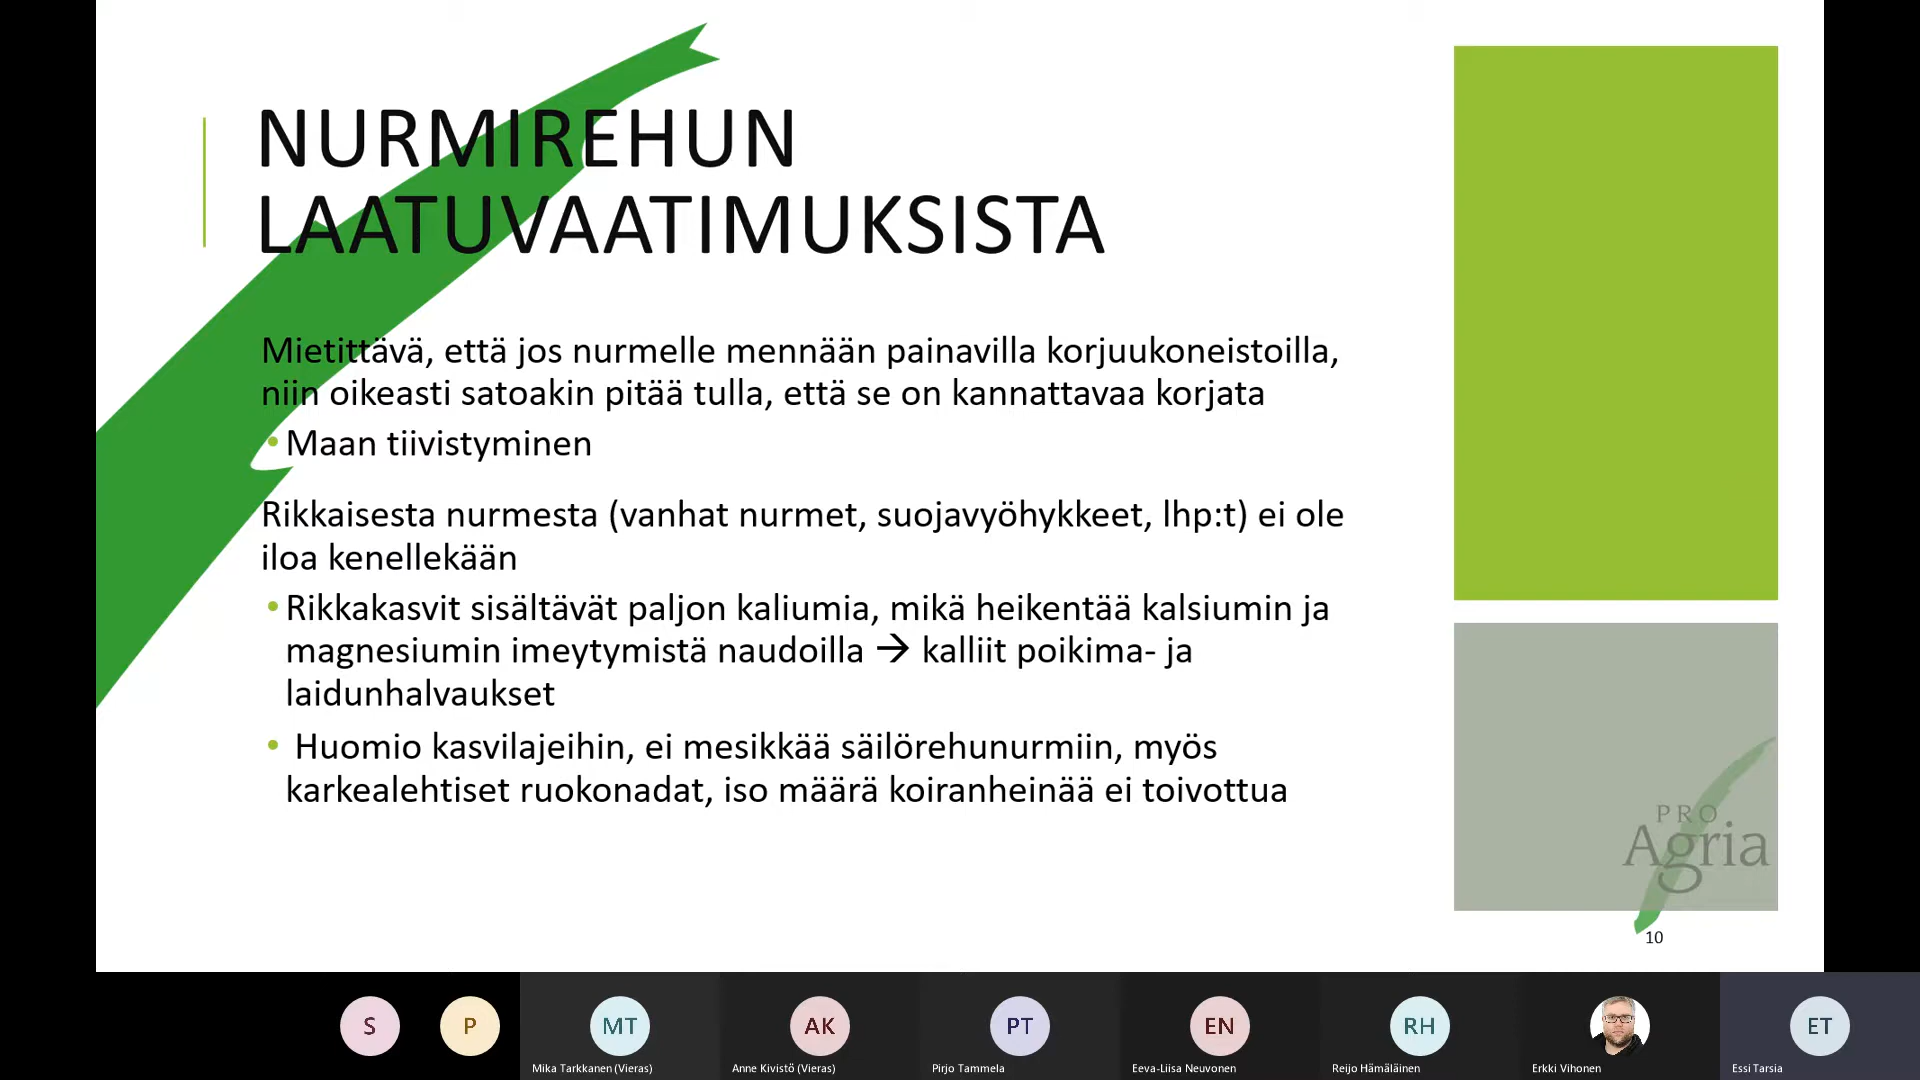 NURMIREHUN
LAATUVAATIMUKSISTA
Mietittävä, että jos nurmelle mennään painavilla korjuukoneistoilla,
niin oikeasti satoakin pitää tulla, että se on kannattavaa korjata
• Maan tiivistyminen
Rikkaisesta nurmesta (vanhat nurmet, suojavyöhykkeet, lhp:t) ei ole
iloa kenellekään
• Rikkakasvit sisältävät paljon kaliumia, mikä heikentää kalsiumin ja
magnesiumin imeytymistä naudoilla → kalliit poikima- ja
laidunhalvaukset
• Huomio kasvilajeihin, ei mesikkää säilörehunurmiin, myös
karkealehtiset ruokonadat, iso määrä koiranheinää ei toivottua
PRO
Agria
10
S
P
MT
AK
PT
EN
RH
ET
Mika Tarkkanen (Vieras)
Anne Kivistö (Vieras)
Pirjo Tammela
Eeva-Liisa Neuvonen
Reijo Hämäläinen
Erkki Vihonen
Essi Tarsia